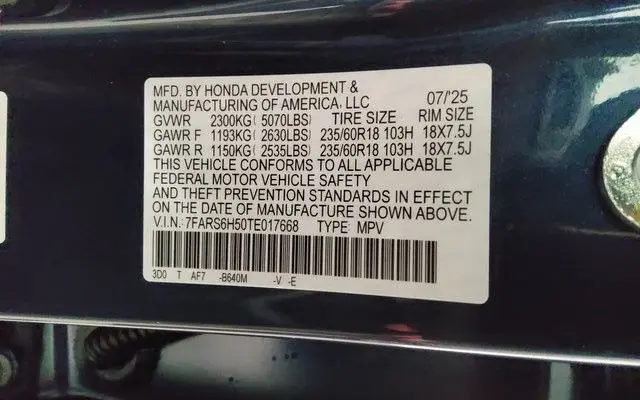 MFD. BY HONDA DEVELOPMENT &
MANUFACTURING OF AMERICA, LLC 07/'25
GVWR 2300KG(5070LBS) TIRE SIZE RIM SIZE
GAWR F 1193KG(2630LBS) 235/60R18 103H 18X7.5J
GAWR R 1150KG(2535LBS) 235/60R18 103H 18X7.5J
THIS VEHICLE CONFORMS TO ALL APPLICABLE
FEDERAL MOTOR VEHICLE SAFETY
AND THEFT PREVENTION STANDARDS IN EFFECT
ON THE DATE OF MANUFACTURE SHOWN ABOVE.
V.I.N.: 7FARS6H50TE017668 TYPE: MPV
3D0 T AF7 -B640M -V -E